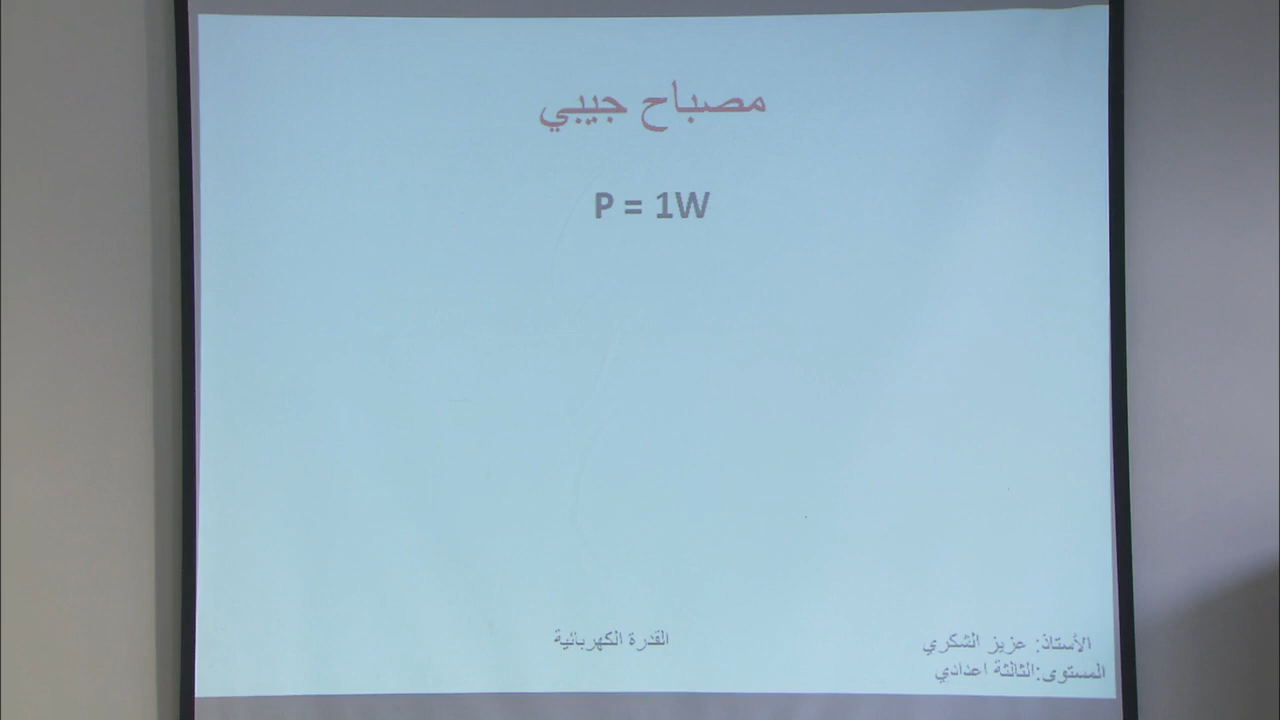 مصباح جيبي
P = 1W
الأستاذ: عزيز الشكري
المستوى:الثالثة اعدادي
القدرة الكهربائية